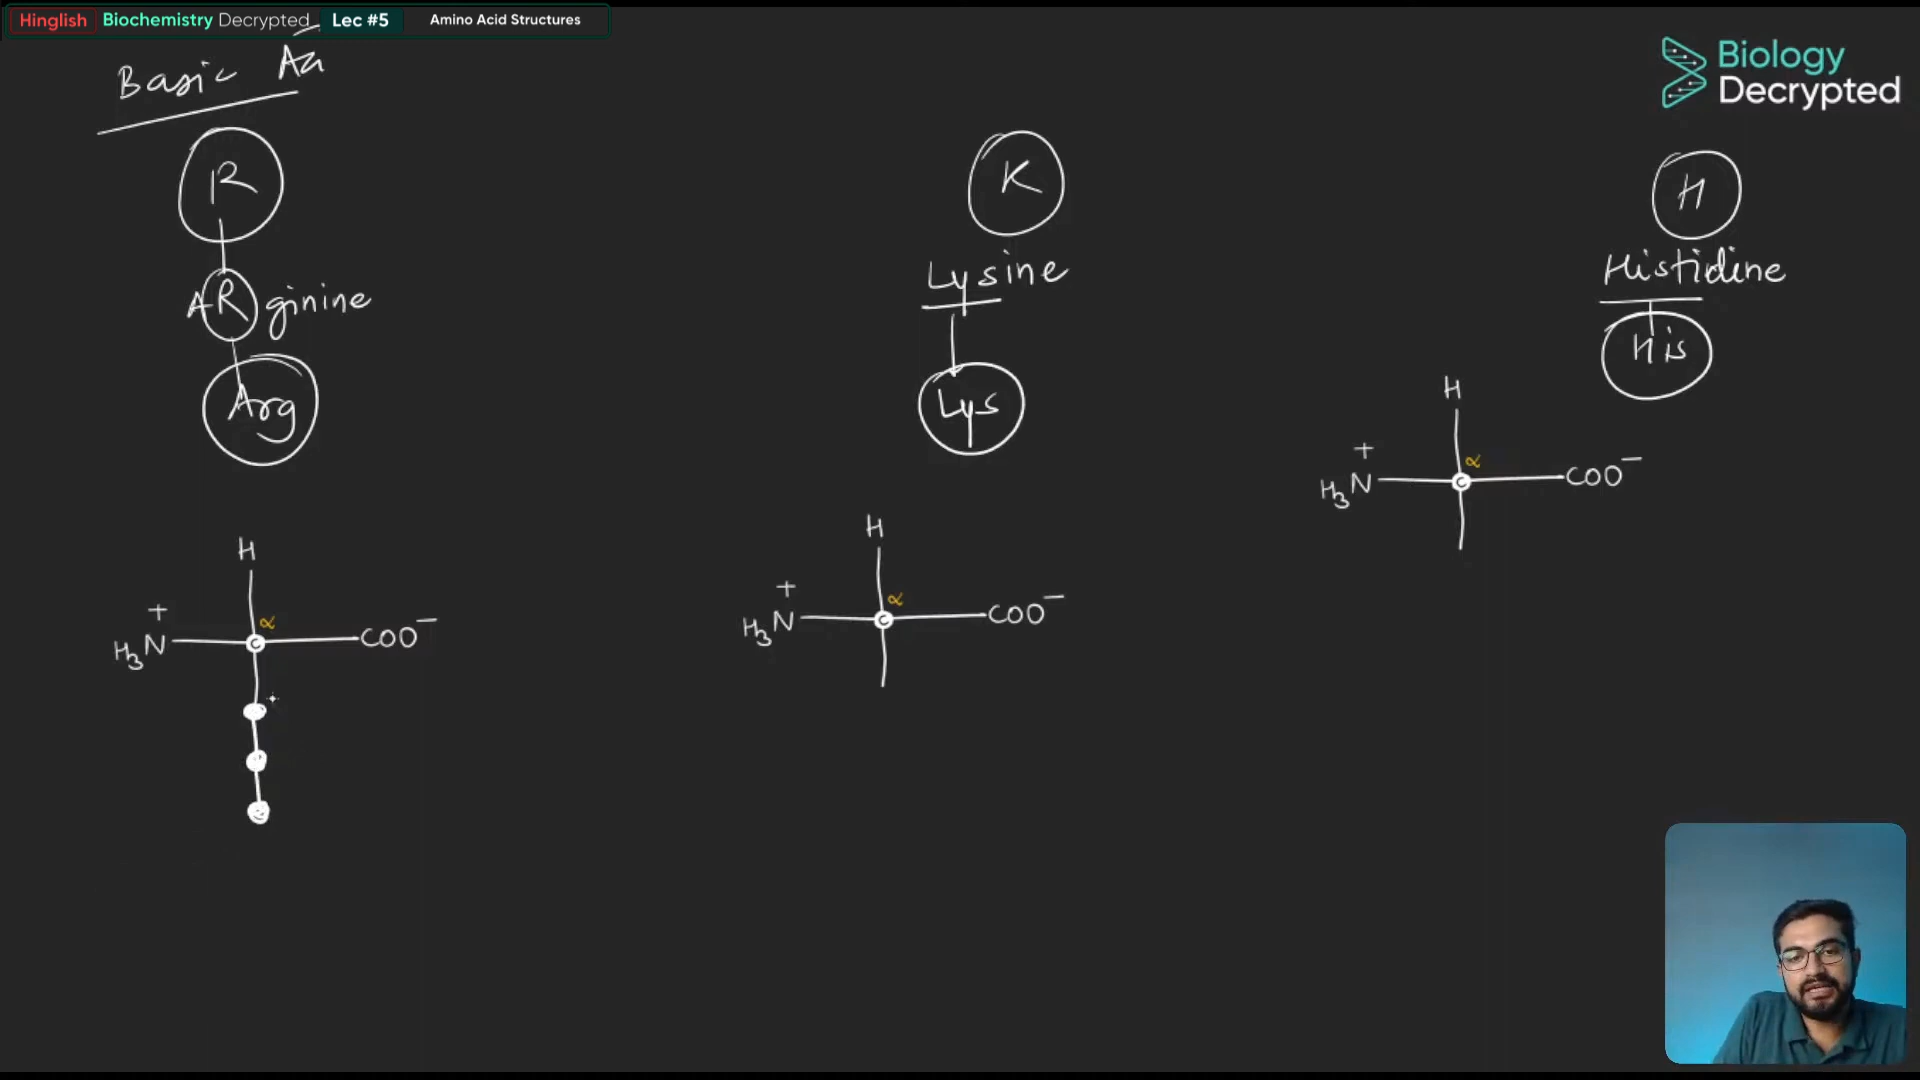 Hinglish Biochemistry Decrypted Lec #5 Amino Acid Structures
Biology
Decrypted
Basic Aa
R
ARginine
Arg
K
Lysine
Lys
H
Histidine
His
H
+
H3N C α COO−
H
+
H3N C α COO−
H
+
H3N C α COO−